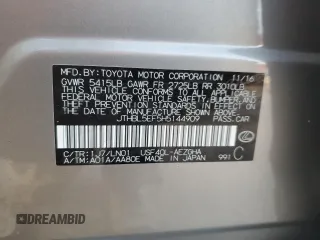 MFD. BY: TOYOTA MOTOR CORPORATION 11/16
GVWR 5415LB GAWR FR 2725LB RR 3010LB
THIS VEHICLE CONFORMS TO ALL APPLICABLE
FEDERAL MOTOR VEHICLE SAFETY, BUMPER, AND
THEFT PREVENTION STANDARDS IN EFFECT ON
THE DATE OF MANUFACTURE SHOWN ABOVE.
JTHBL5EF5H5144909 PASS.CAR
C/TR: 1J7/LN01 USF40L-AEZGHA
A/TM: A01A/AA80E MADE IN JAPAN 991 C